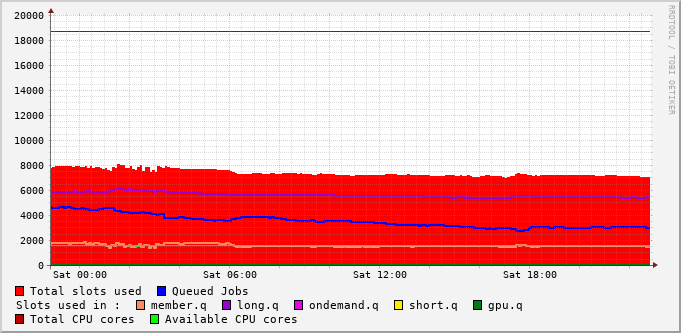 20000
18000
16000
14000
12000
10000
8000
6000
4000
2000
0
Sat 00:00 Sat 06:00 Sat 12:00 Sat 18:00
RRDTOOL / TOBI OETIKER
Total slots used Queued Jobs
Slots used in : member.q long.q ondemand.q short.q gpu.q
Total CPU cores Available CPU cores